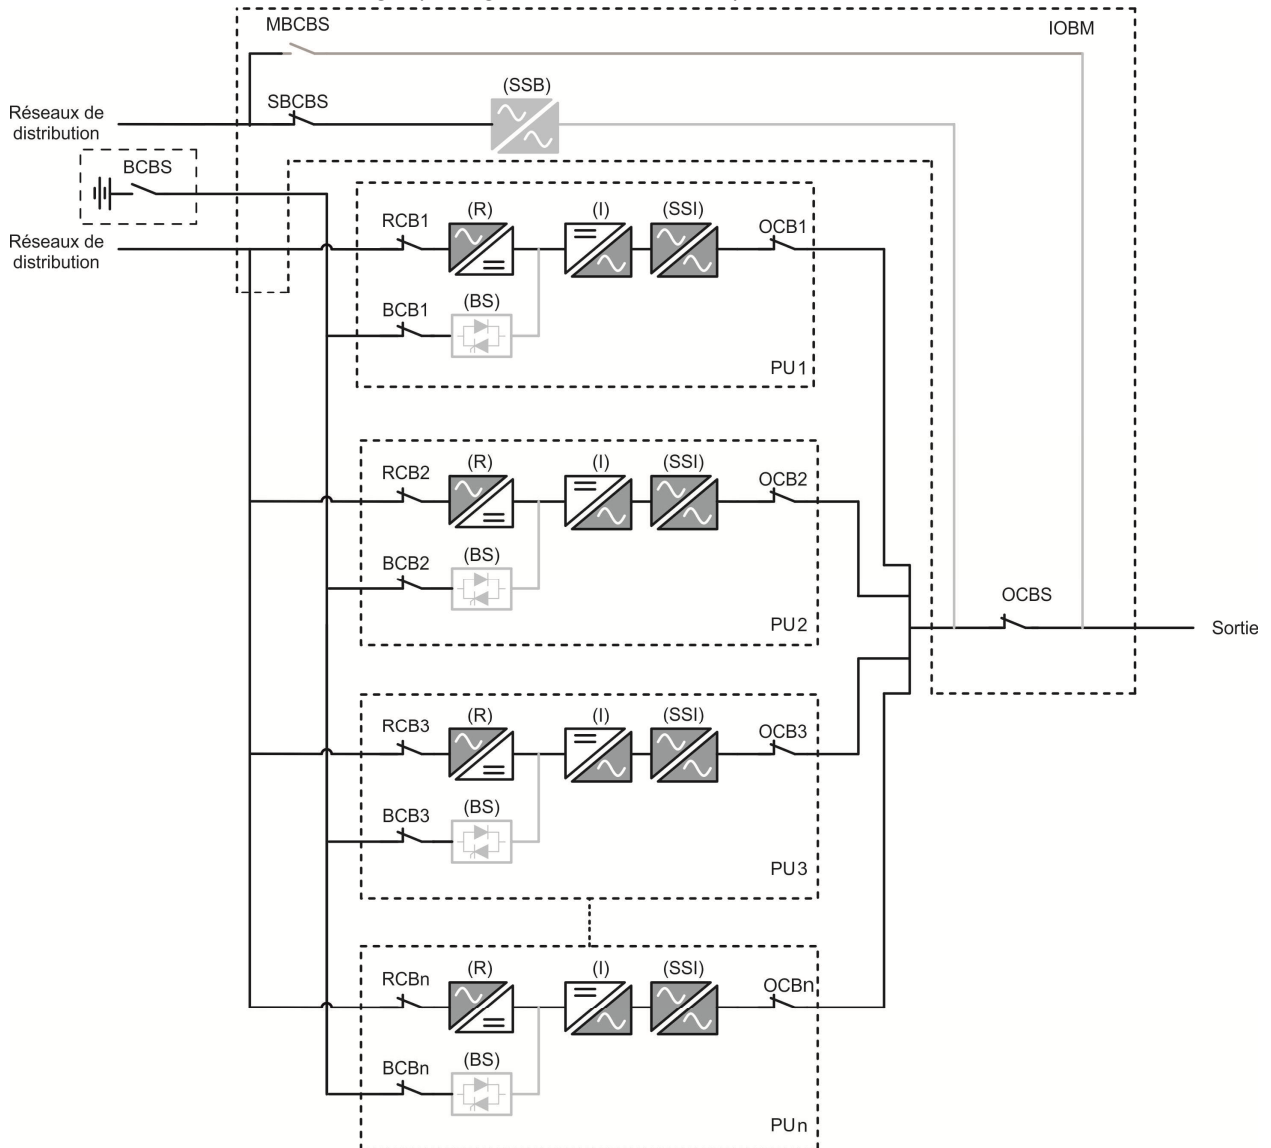 MBCBS
IOBM
(SSB)
SBCBS
Réseaux de
distribution
BCBS
Réseaux de
distribution
RCB1
(R)
(I)
(SSI)
OCB1
BCB1
(BS)
PU1
RCB2
(R)
(I)
(SSI)
OCB2
BCB2
(BS)
PU2
OCBS
Sortie
RCB3
(R)
(I)
(SSI)
OCB3
BCB3
(BS)
PU3
RCBn
(R)
(I)
(SSI)
OCBn
BCBn
(BS)
PUn